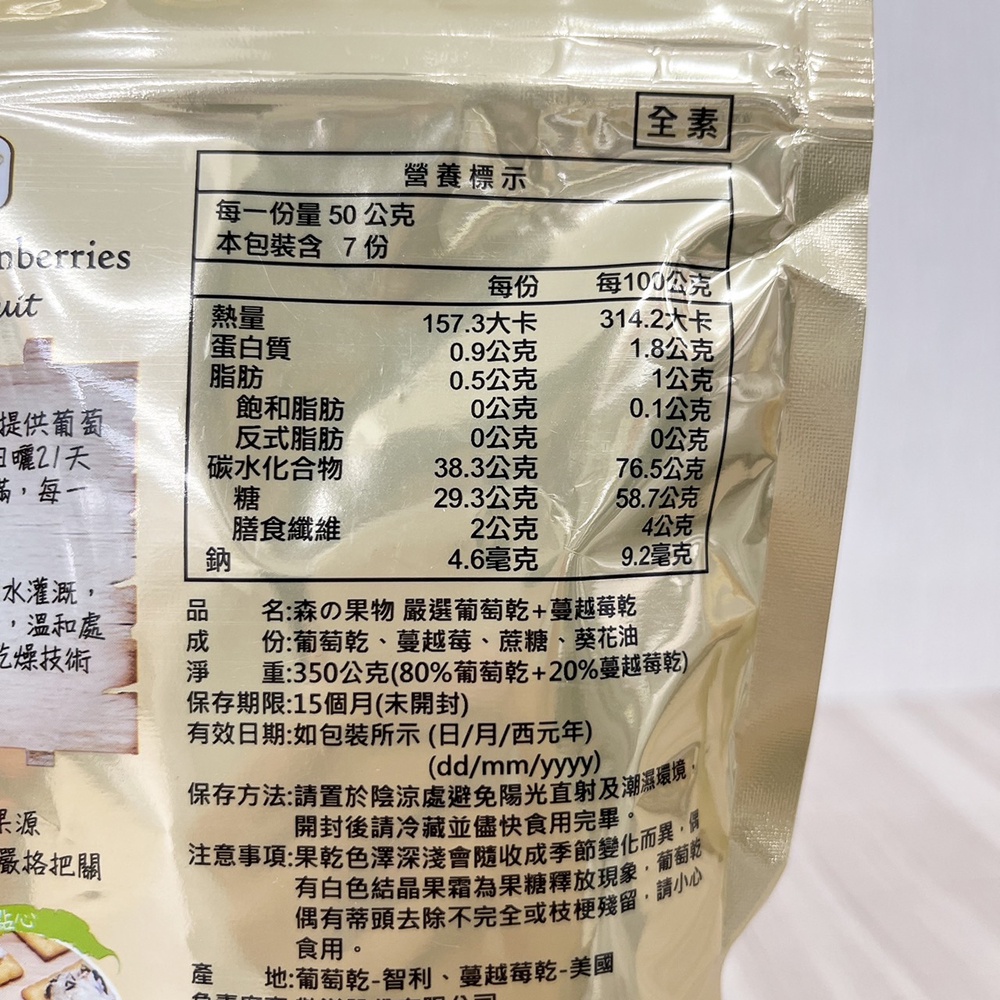 全素
營養標示
每一份量 50 公克
本包裝含 7 份
每份 每100公克
熱量 157.3大卡 314.2大卡
蛋白質 0.9公克 1.8公克
脂肪 0.5公克 1公克
飽和脂肪 0公克 0.1公克
反式脂肪 0公克 0公克
碳水化合物 38.3公克 76.5公克
糖 29.3公克 58.7公克
膳食纖維 2公克 4公克
鈉 4.6毫克 9.2毫克
品 名:森の果物 嚴選葡萄乾+蔓越莓乾
成 份:葡萄乾、蔓越莓、蔗糖、葵花油
淨 重:350公克(80%葡萄乾+20%蔓越莓乾)
保存期限:15個月(未開封)
有效日期:如包裝所示 (日/月/西元年)
(dd/mm/yyyy)
保存方法:請置於陰涼處避免陽光直射及潮濕環境，
開封後請冷藏並儘快食用完畢。
注意事項:果乾色澤深淺會隨收成季節變化而異，偶
有白色結晶果霜為果糖釋放現象，葡萄乾
偶有蒂頭去除不完全或枝梗殘留，請小心
食用。
產 地:葡萄乾-智利、蔓越莓乾-美國
nberries
uit
提供葡萄
日曬21天
滿，每一
水灌溉，
，溫和處
乾燥技術
果源
嚴格把關
點心